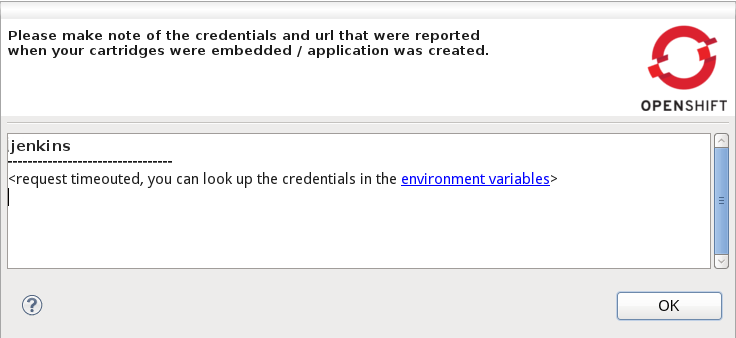 Please make note of the credentials and url that were reported
when your cartridges were embedded / application was created.
OPENSHIFT
jenkins
---------------------------------
<request timeouted, you can look up the credentials in the environment variables>
?
OK